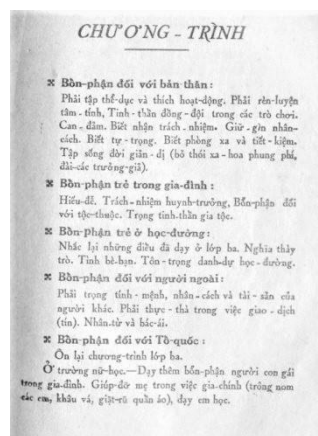 CHƯƠNG - TRÌNH
Bổn-phận đối với bản thân :
Phải tập thể-dục và thích hoạt-động. Phải rèn-luyện
tâm-tính, Tinh-thần đồng-đội trong các trò chơi.
Can-đảm. Biết nhận trách-nhiệm. Giữ-gìn nhân-
cách. Biết tự-trọng. Biết phòng xa và tiết-kiệm.
Tập sống đời giản-dị (bỏ thói xa-hoa phung phí,
đài-các trưởng-giả).
Bổn-phận trẻ trong gia-đình :
Hiếu-đễ. Trách-nhiệm huynh-trưởng, Bổn-phận đối
với tộc-thuộc. Trọng tinh-thần gia tộc.
Bổn-phận trẻ ở học-đường :
Nhắc lại những điều đã dạy ở lớp ba. Nghĩa thầy
trò. Tình bè-bạn. Tôn-trọng danh-dự học-đường.
Bổn-phận đối với người ngoài :
Phải trọng tính-mệnh, nhân-cách và tài-sản của
người khác. Phải thực-thà trong việc giao-dịch
(tín). Nhân-từ và bác-ái.
Bổn-phận đối với Tổ-quốc :
Ôn lại chương-trình lớp ba.
Ở trường nữ-học.—Dạy thêm bổn-phận người con gái
trong gia-đình. Giúp-đỡ mẹ trong việc gia-chính (trông nom
các em, khâu vá, giặt-rũ quần áo), dạy em học.